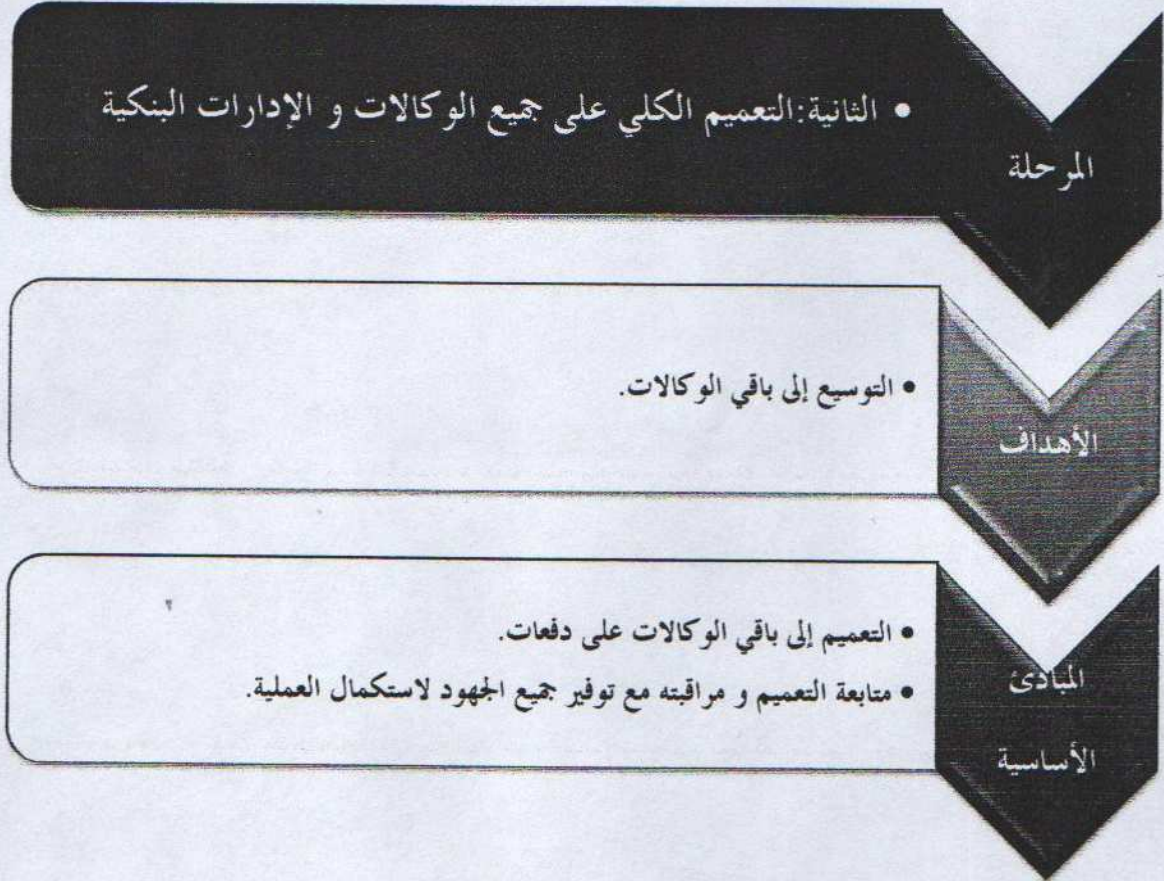 المرحلة
• الثانية:التعميم الكلي على جميع الوكالات و الإدارات البنكية
الأهداف
• التوسيع إلى باقي الوكالات.
المبادئ
الأساسية
• التعميم إلى باقي الوكالات على دفعات.
• متابعة التعميم و مراقبته مع توفير جميع الجهود لاستكمال العملية.